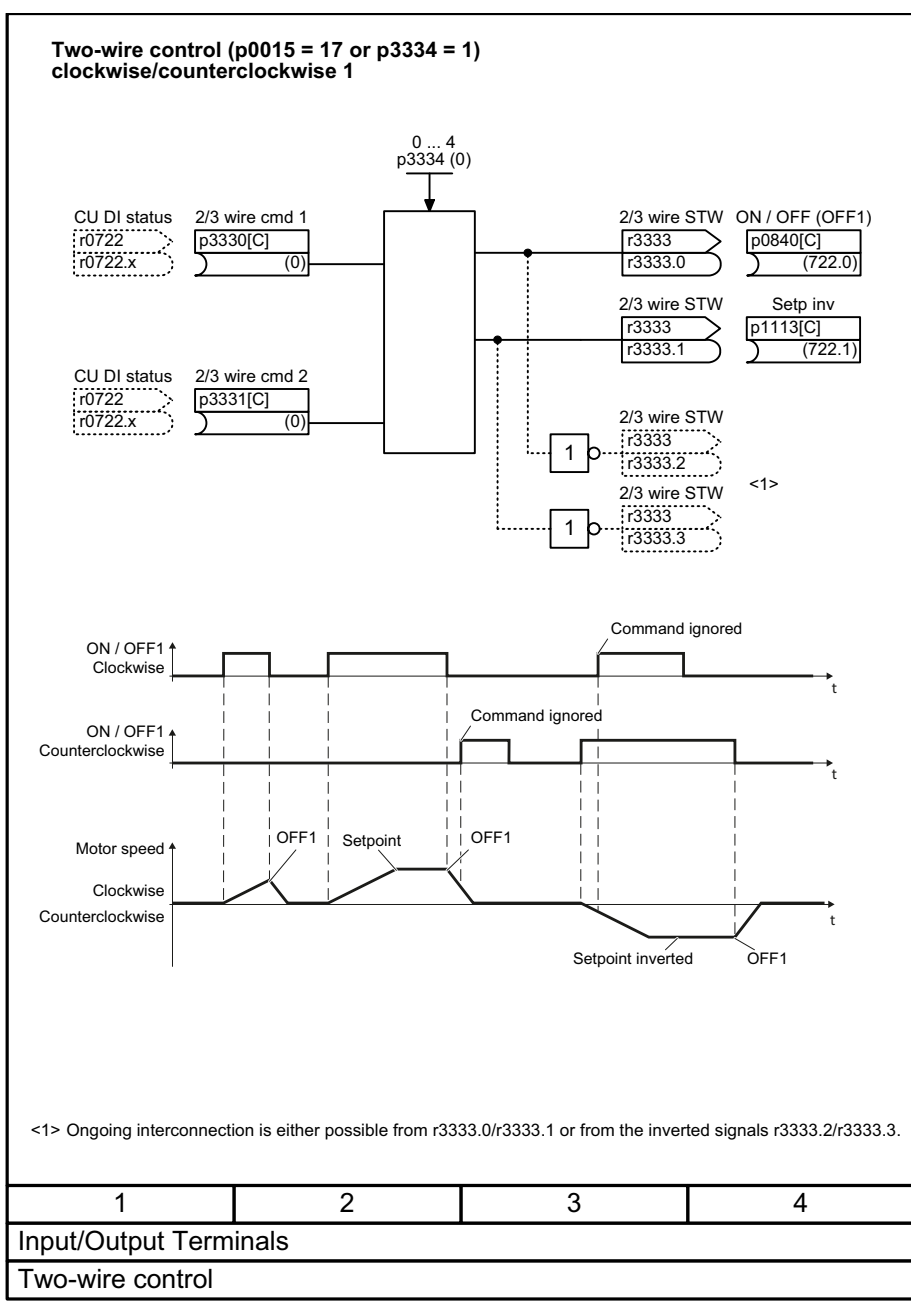 Two-wire control (p0015 = 17 or p3334 = 1)
clockwise/counterclockwise 1
0 ... 4
p3334 (0)
CU DI status
r0722
r0722.x
2/3 wire cmd 1
p3330[C]
(0)
2/3 wire STW
r3333
r3333.0
ON / OFF (OFF1)
p0840[C]
(722.0)
2/3 wire STW
r3333
r3333.1
Setp inv
p1113[C]
(722.1)
CU DI status
r0722
r0722.x
2/3 wire cmd 2
p3331[C]
(0)
1
2/3 wire STW
r3333
r3333.2
<1>
1
2/3 wire STW
r3333
r3333.3
ON / OFF1
Clockwise
Command ignored
t
ON / OFF1
Counterclockwise
Command ignored
t
Motor speed
Clockwise
Counterclockwise
OFF1
Setpoint
OFF1
t
Setpoint inverted
OFF1
<1> Ongoing interconnection is either possible from r3333.0/r3333.1 or from the inverted signals r3333.2/r3333.3.
1 2 3 4
Input/Output Terminals
Two-wire control